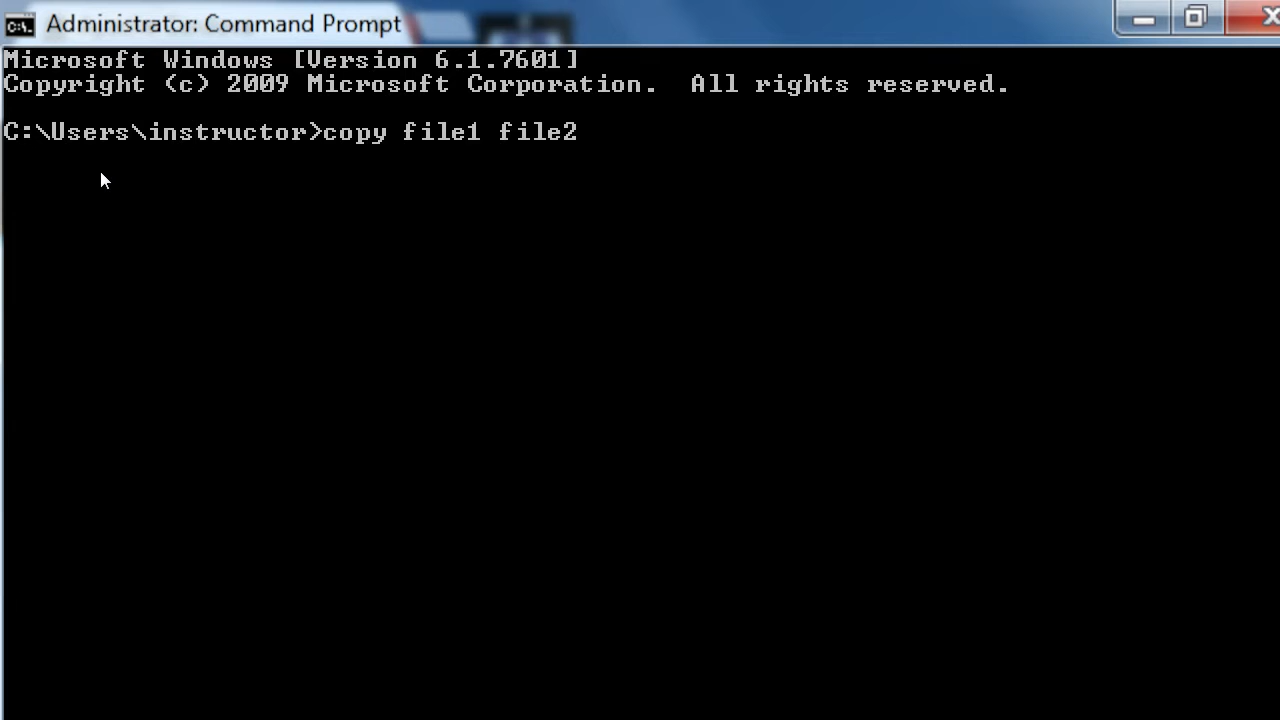 Administrator: Command Prompt
Microsoft Windows [Version 6.1.7601]
Copyright (c) 2009 Microsoft Corporation.  All rights reserved.
C:\Users\instructor>copy file1 file2